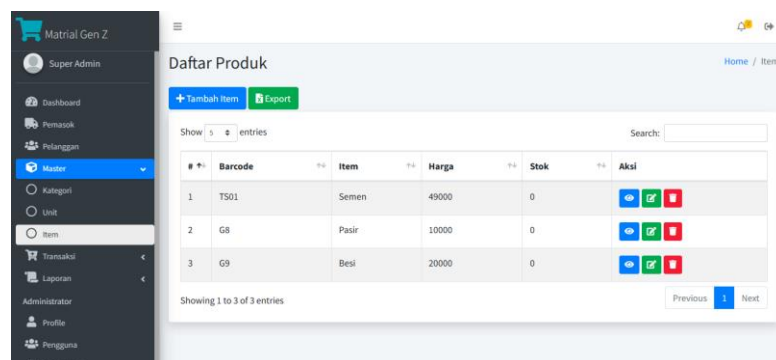 Matrial Gen Z
Super Admin
Dashboard
Pemasok
Pelanggan
Master
Kategori
Unit
Item
Transaksi
Laporan
Administrator
Profile
Pengguna
Daftar Produk
Home / Item
Tambah Item Export
Show 5 entries Search:
# Barcode Item Harga Stok Aksi
1 TS01 Semen 49000 0
2 G8 Pasir 10000 0
3 G9 Besi 20000 0
Showing 1 to 3 of 3 entries
Previous 1 Next